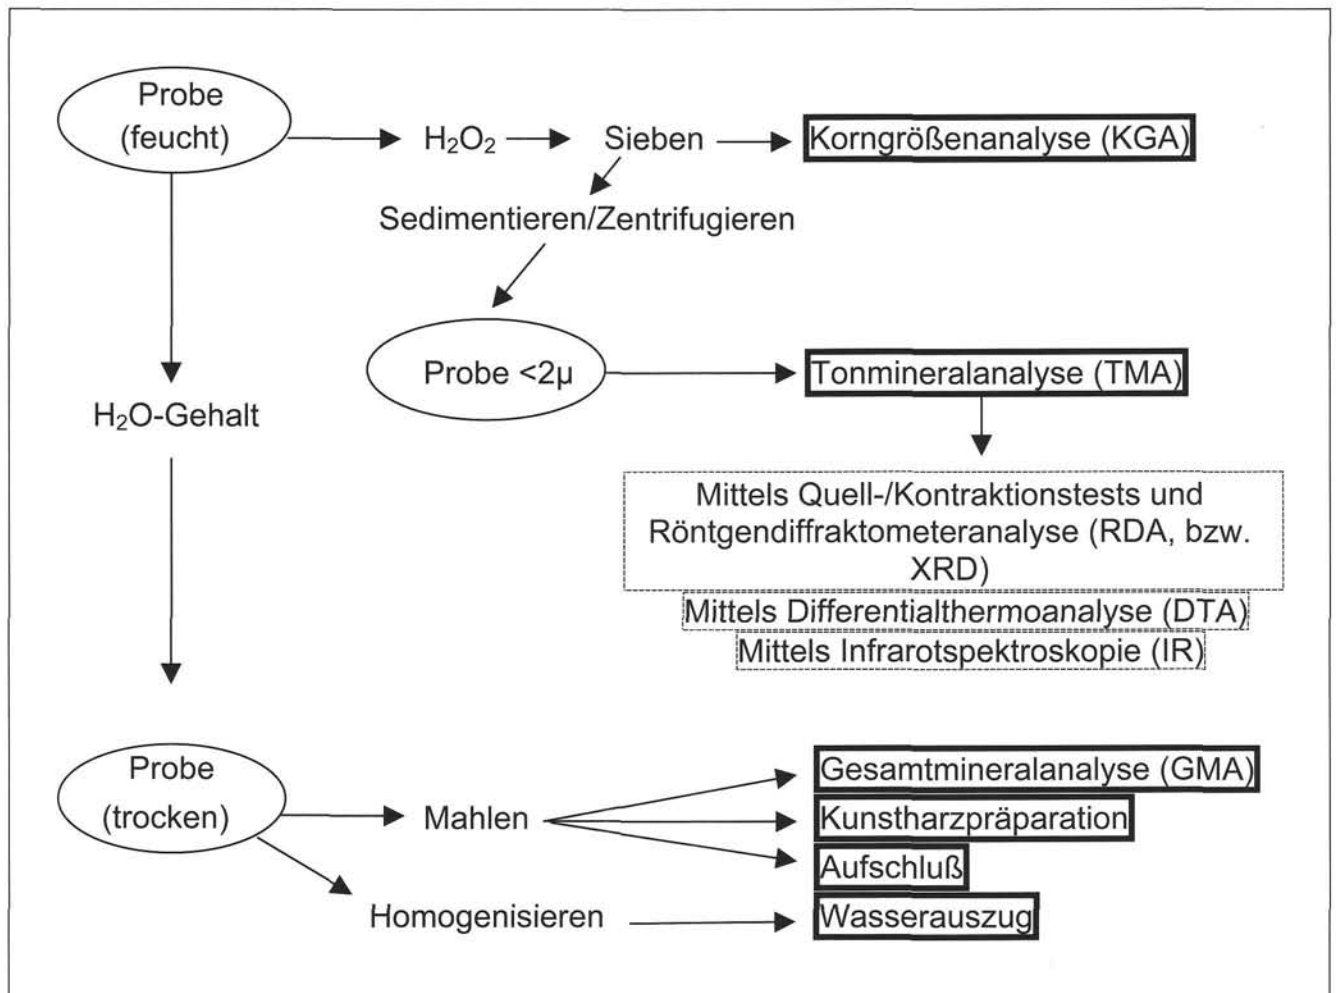 Probe
(feucht)
H₂O₂
Sieben
Korngrößenanalyse (KGA)
Sedimentieren/Zentrifugieren
Probe <2µ
Tonmineralanalyse (TMA)
H₂O-Gehalt
Mittels Quell-/Kontraktionstests und
Röntgendiffraktometeranalyse (RDA, bzw.
XRD)
Mittels Differentialthermoanalyse (DTA)
Mittels Infrarotspektroskopie (IR)
Probe
(trocken)
Mahlen
Gesamtmineralanalyse (GMA)
Kunstharzpräparation
Aufschluß
Homogenisieren
Wasserauszug